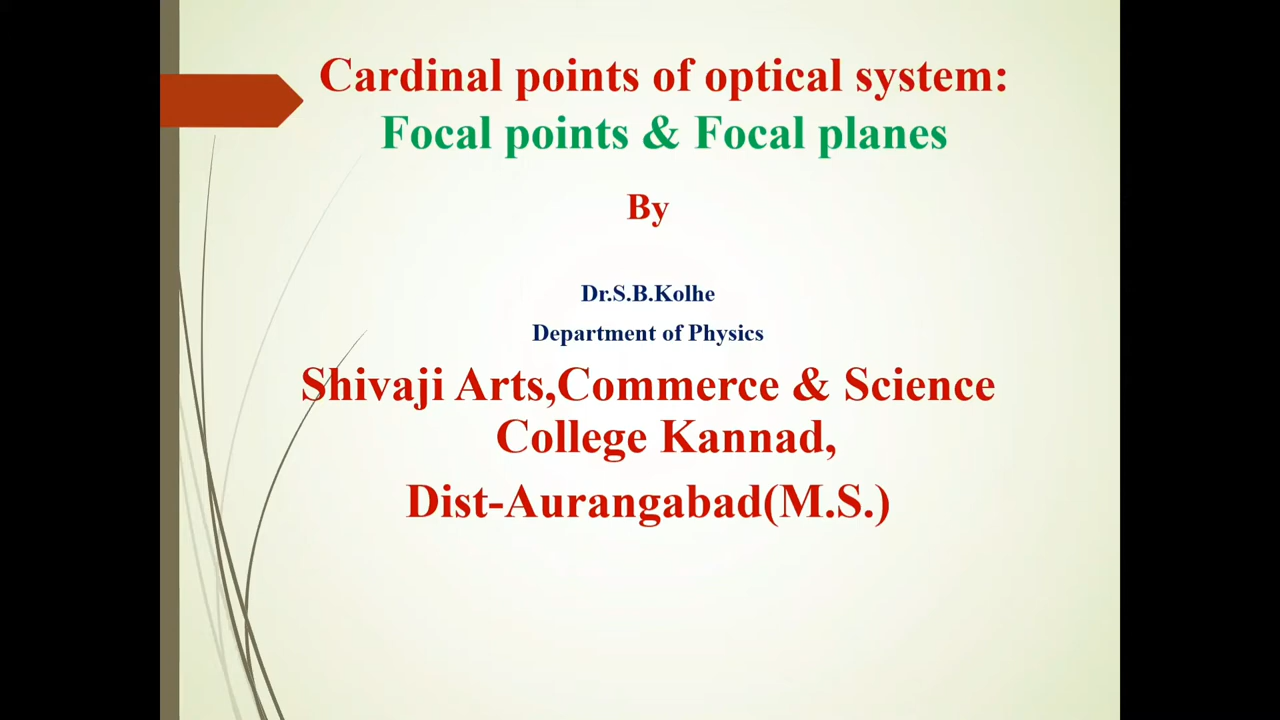 Cardinal points of optical system:
Focal points & Focal planes
By
Dr.S.B.Kolhe
Department of Physics
Shivaji Arts,Commerce & Science
College Kannad,
Dist-Aurangabad(M.S.)